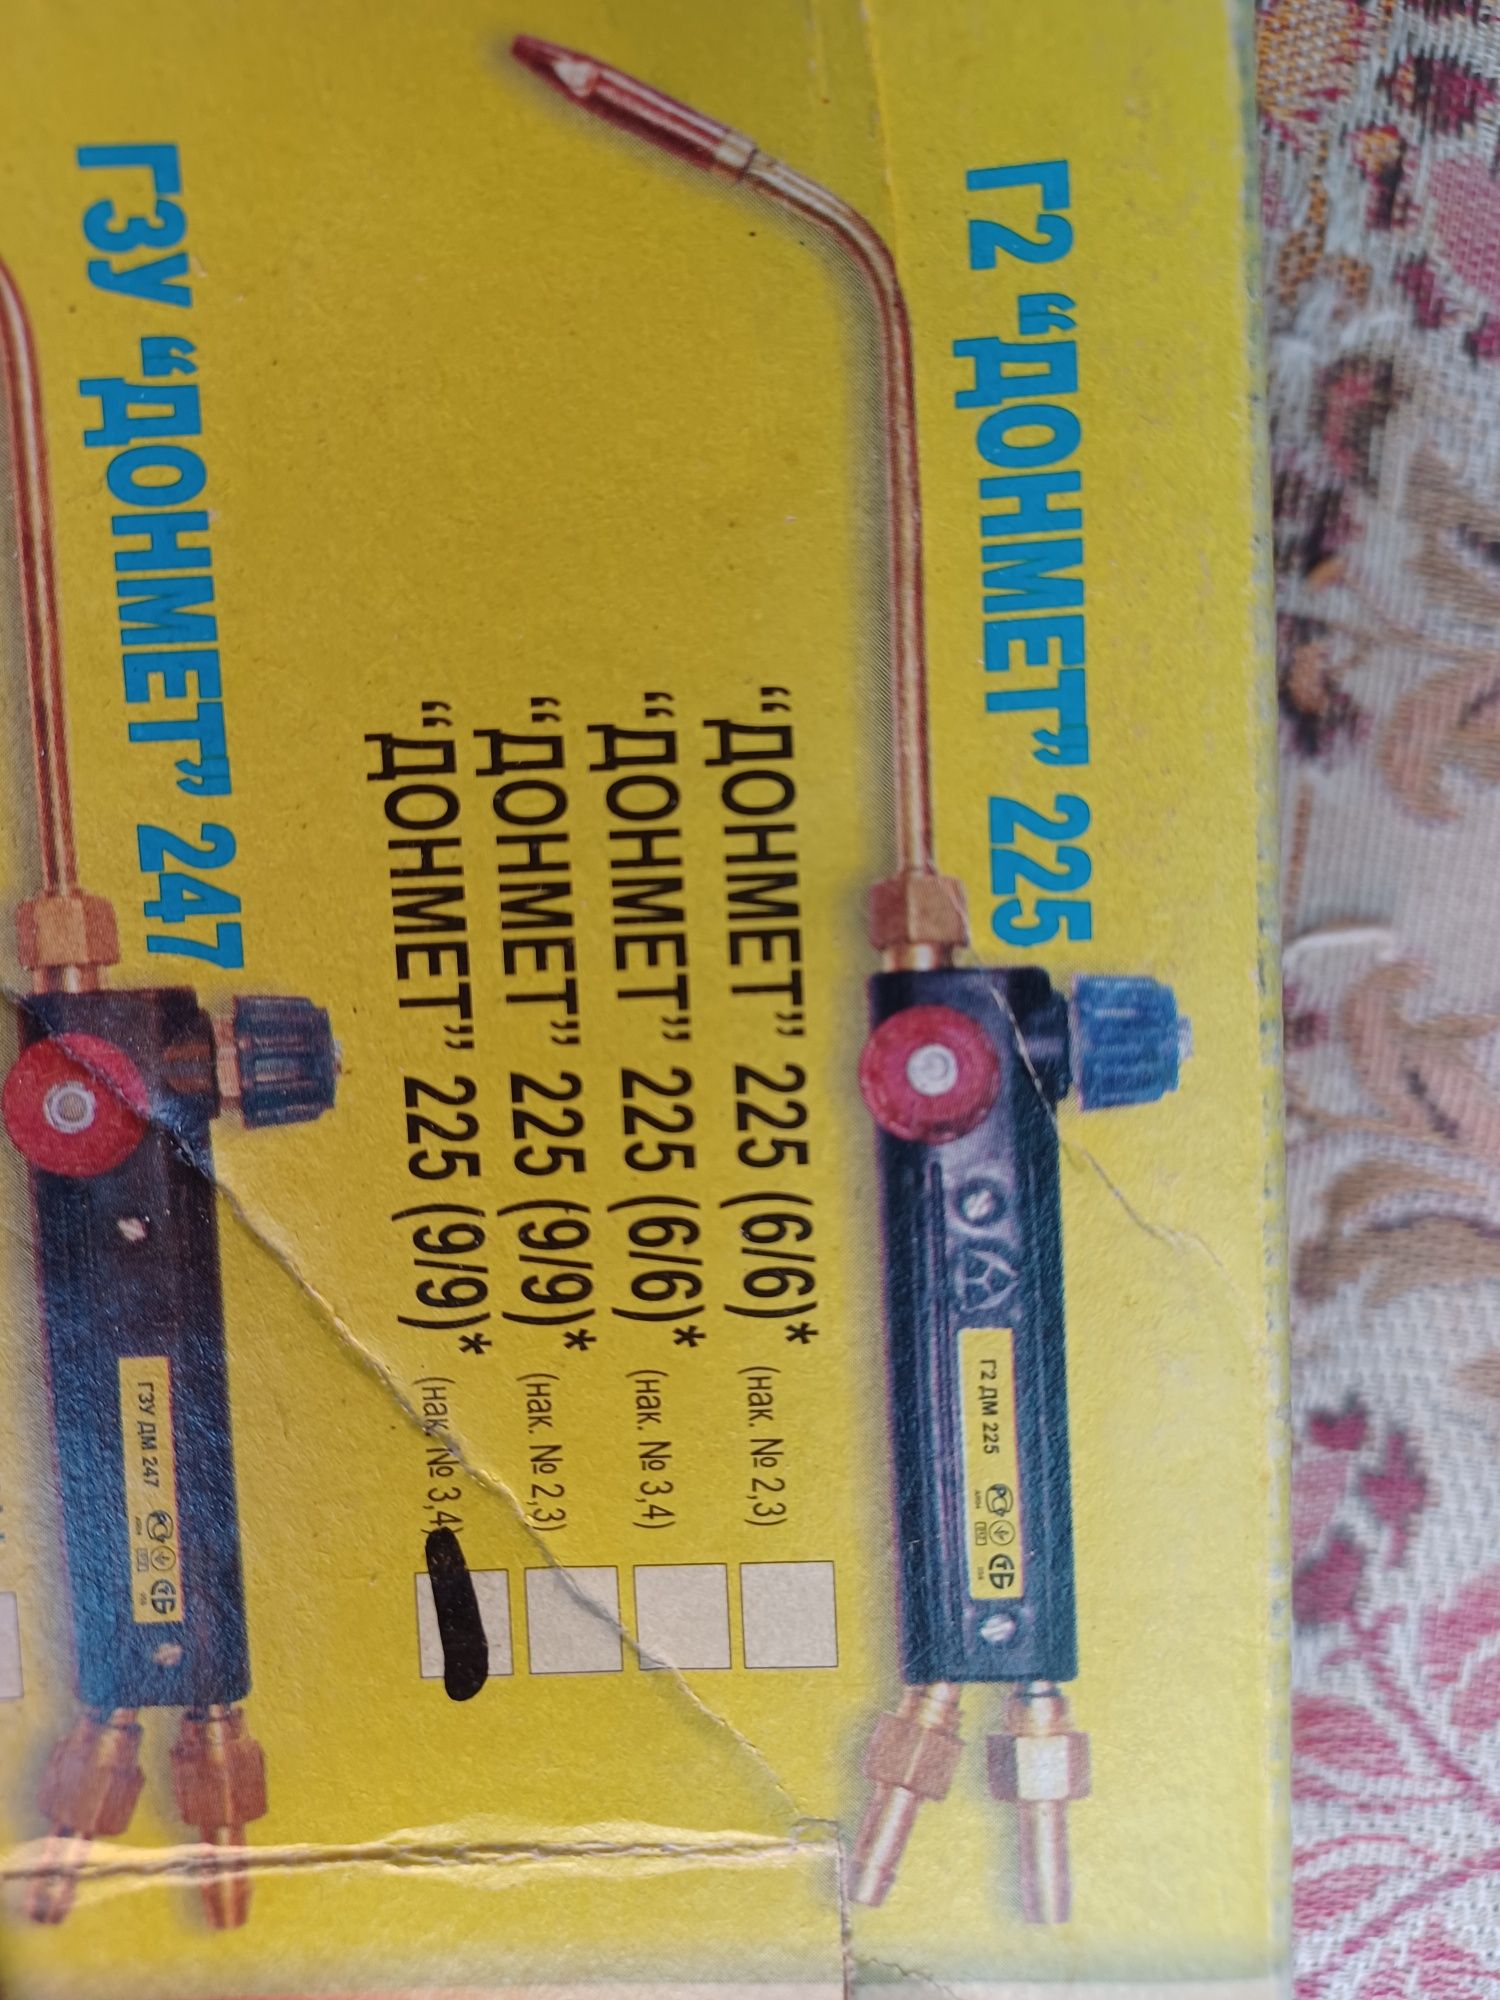 Г2 “ДОНМЕТ” 225
Г2 ДМ 225
“ДОНМЕТ” 225 (6/6)* (нак. № 2,3)
“ДОНМЕТ” 225 (6/6)* (нак. № 3,4)
“ДОНМЕТ” 225 (9/9)* (нак. № 2,3)
“ДОНМЕТ” 225 (9/9)* (нак. № 3,4)
ГЗУ “ДОНМЕТ” 247
ГЗУ ДМ 247